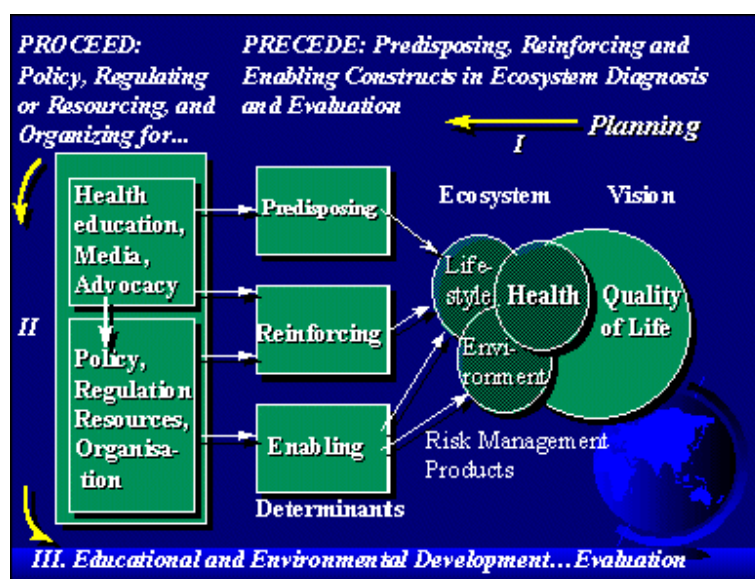 PROCEED:
Policy, Regulating
or Resourcing, and
Organizing for...
PRECEDE: Predisposing, Reinforcing and
Enabling Constructs in Ecosystem Diagnosis
and Evaluation
Planning
I
Ecosystem
Vision
Health
education,
Media,
Advocacy
Predisposing
Life-
style
Health
Quality
of Life
II
Reinforcing
Envi-
ronment
Policy,
Regulation
Resources,
Organisa-
tion
Enabling
Risk Management
Products
Determinants
III. Educational and Environmental Development...Evaluation